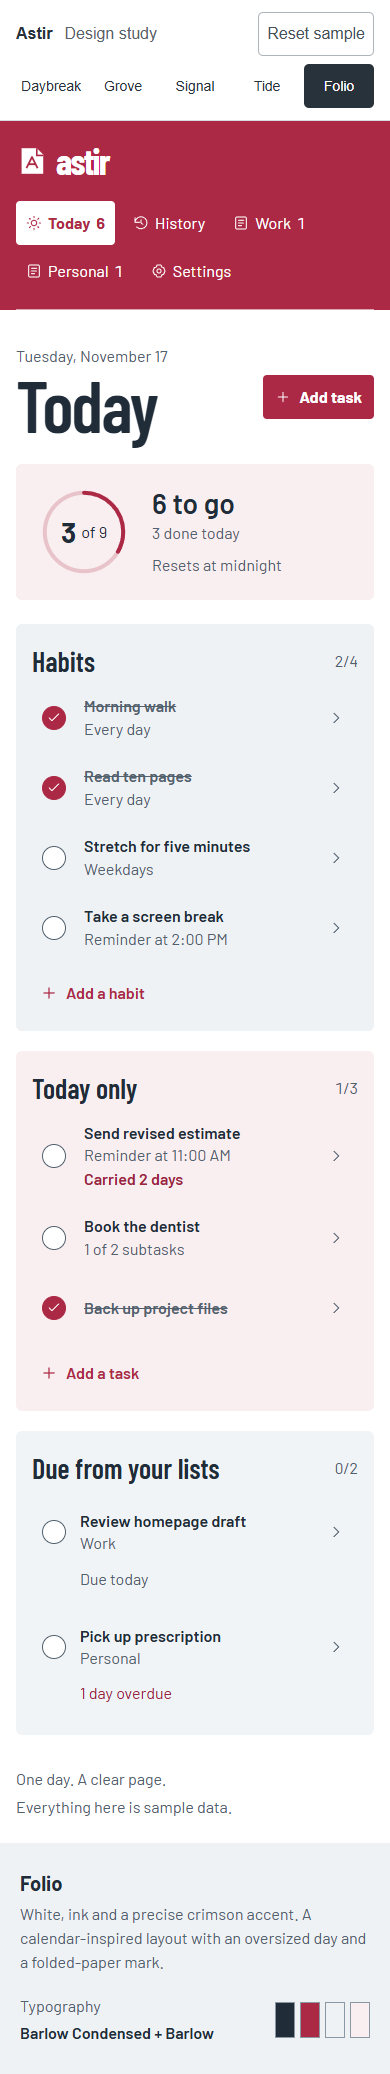 Astir Design study Reset sample
Daybreak Grove Signal Tide Folio
A astir
Today 6 History Work 1
Personal 1 Settings
Tuesday, November 17
Today + Add task
3 of 9
6 to go
3 done today
Resets at midnight
Habits 2/4
Morning walk
Every day
Read ten pages
Every day
Stretch for five minutes
Weekdays
Take a screen break
Reminder at 2:00 PM
+ Add a habit
Today only 1/3
Send revised estimate
Reminder at 11:00 AM
Carried 2 days
Book the dentist
1 of 2 subtasks
Back up project files
+ Add a task
Due from your lists 0/2
Review homepage draft
Work
Due today
Pick up prescription
Personal
1 day overdue
One day. A clear page.
Everything here is sample data.
Folio
White, ink and a precise crimson accent. A
calendar-inspired layout with an oversized day and
a folded-paper mark.
Typography
Barlow Condensed + Barlow